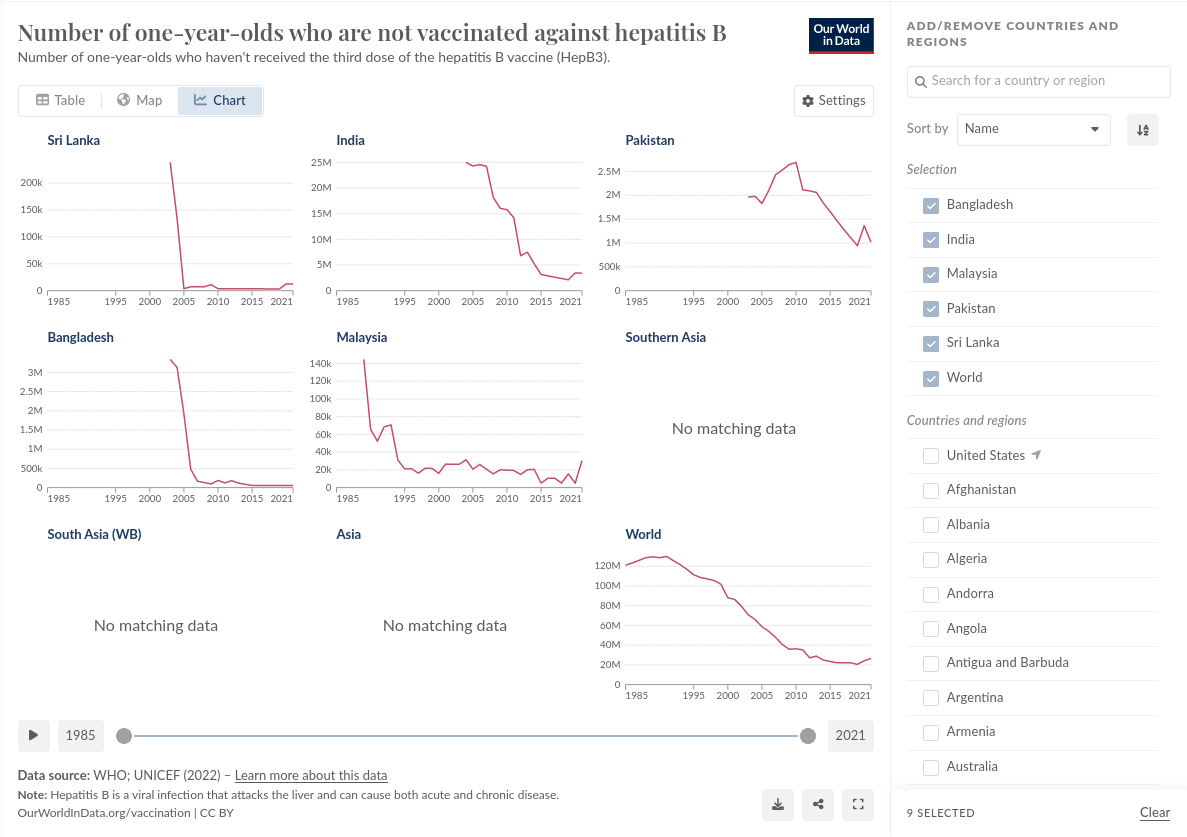 Number of one-year-olds who are not vaccinated against hepatitis B
Number of one-year-olds who haven't received the third dose of the hepatitis B vaccine (HepB3).
Our World
in Data
Table
Map
Chart
Settings
Sri Lanka
200k
150k
100k
50k
0
1985
1995
2000
2005
2010
2015
2021
India
25M
20M
15M
10M
5M
0
1985
1995
2000
2005
2010
2015
2021
Pakistan
2.5M
2M
1.5M
1M
500k
0
1985
1995
2000
2005
2010
2015
2021
Bangladesh
3M
2.5M
2M
1.5M
1M
500k
0
1985
1995
2000
2005
2010
2015
2021
Malaysia
140k
120k
100k
80k
60k
40k
20k
0
1985
1995
2000
2005
2010
2015
2021
Southern Asia
No matching data
South Asia (WB)
No matching data
Asia
No matching data
World
120M
100M
80M
60M
40M
20M
0
1985
1995
2000
2005
2010
2015
2021
1985
2021
Data source: WHO; UNICEF (2022) – Learn more about this data
Note: Hepatitis B is a viral infection that attacks the liver and can cause both acute and chronic disease.
OurWorldInData.org/vaccination | CC BY
ADD/REMOVE COUNTRIES AND
REGIONS
Search for a country or region
Sort by
Name
Selection
Bangladesh
India
Malaysia
Pakistan
Sri Lanka
World
Countries and regions
United States
Afghanistan
Albania
Algeria
Andorra
Angola
Antigua and Barbuda
Argentina
Armenia
Australia
9 SELECTED
Clear